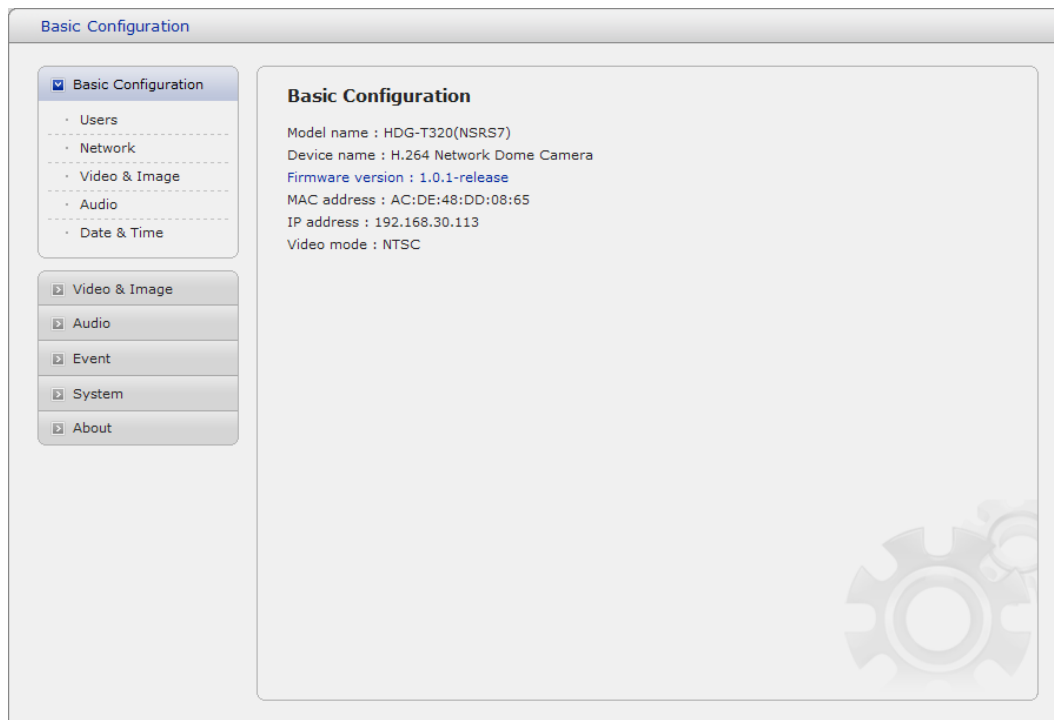 Basic Configuration
Basic Configuration
Users
Network
Video & Image
Audio
Date & Time
Video & Image
Audio
Event
System
About
Basic Configuration
Model name : HDG-T320(NSRS7)
Device name : H.264 Network Dome Camera
Firmware version : 1.0.1-release
MAC address : AC:DE:48:DD:08:65
IP address : 192.168.30.113
Video mode : NTSC